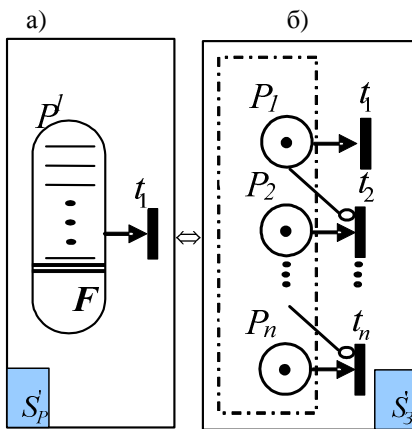 а)
б)
P¹
t₁
F
S'ₚ
⇔
P₁
t₁
P₂
t₂
Pₙ
tₙ
S'₃